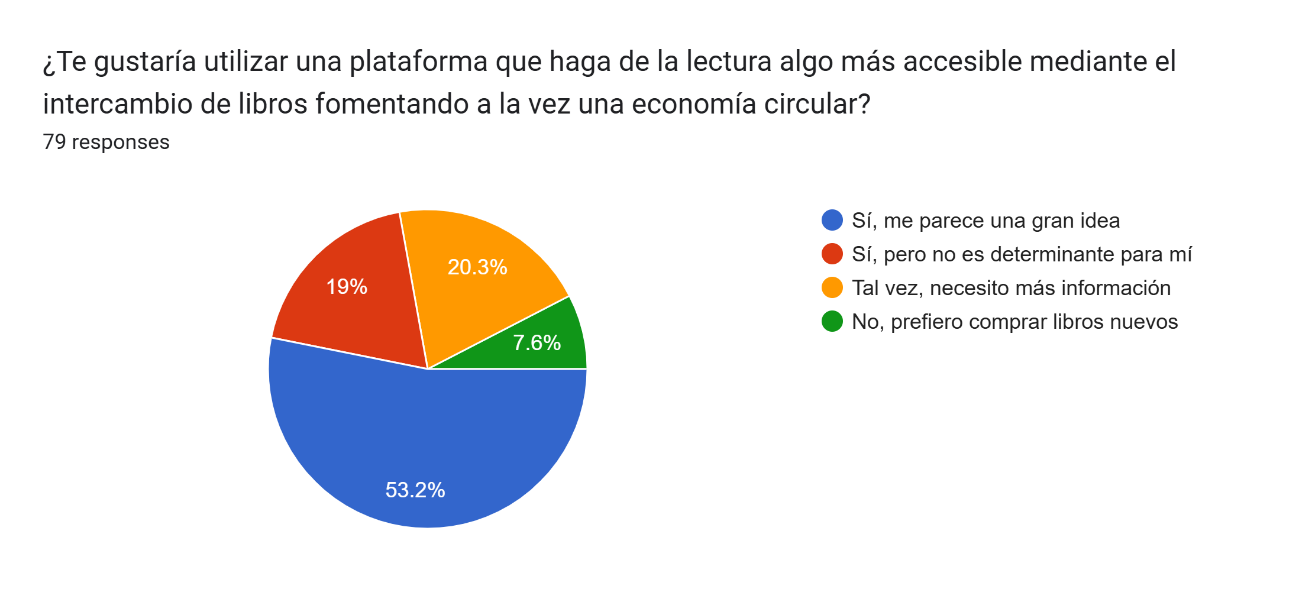 ¿Te gustaría utilizar una plataforma que haga de la lectura algo más accesible mediante el
intercambio de libros fomentando a la vez una economía circular?
79 responses
Sí, me parece una gran idea
Sí, pero no es determinante para mí
Tal vez, necesito más información
No, prefiero comprar libros nuevos
20.3%
19%
7.6%
53.2%